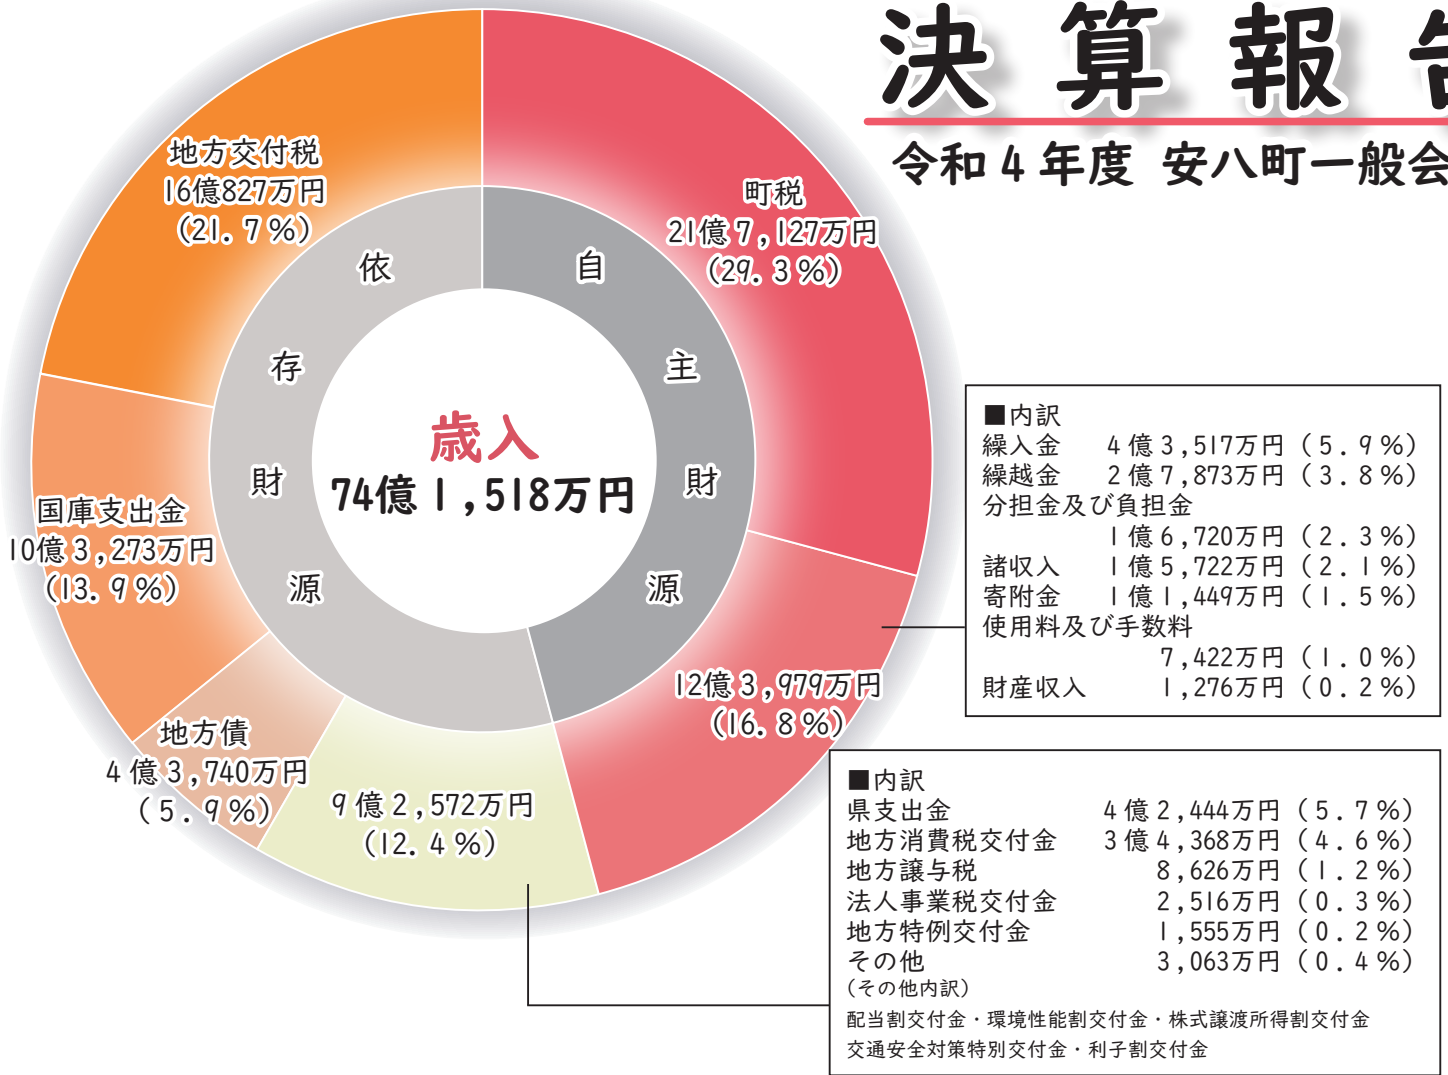 決算報告
令和4年度 安八町一般会
地方交付税
16億827万円
(21.7%)
町税
21億7,127万円
(29.3%)
依存財源
自主財源
歳入
74億1,518万円
国庫支出金
10億3,273万円
(13.9%)
地方債
4億3,740万円
(5.9%)
9億2,572万円
(12.4%)
12億3,979万円
(16.8%)
■内訳
繰入金 4億3,517万円(5.9%)
繰越金 2億7,873万円(3.8%)
分担金及び負担金
1億6,720万円(2.3%)
諸収入 1億5,722万円(2.1%)
寄附金 1億1,449万円(1.5%)
使用料及び手数料
7,422万円(1.0%)
財産収入 1,276万円(0.2%)
■内訳
県支出金 4億2,444万円(5.7%)
地方消費税交付金 3億4,368万円(4.6%)
地方譲与税 8,626万円(1.2%)
法人事業税交付金 2,516万円(0.3%)
地方特例交付金 1,555万円(0.2%)
その他 3,063万円(0.4%)
(その他内訳)
配当割交付金・環境性能割交付金・株式譲渡所得割交付金
交通安全対策特別交付金・利子割交付金